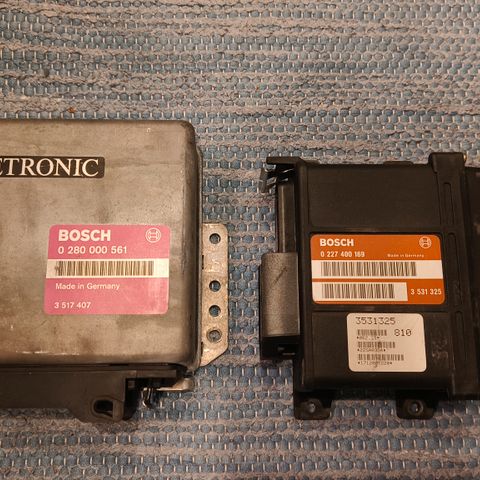 ETRONIC
BOSCH
0 280 000 561
Made in Germany
3 517 407
BOSCH
0 227 400 169 Made in Germany
3 531 325
3531325
810